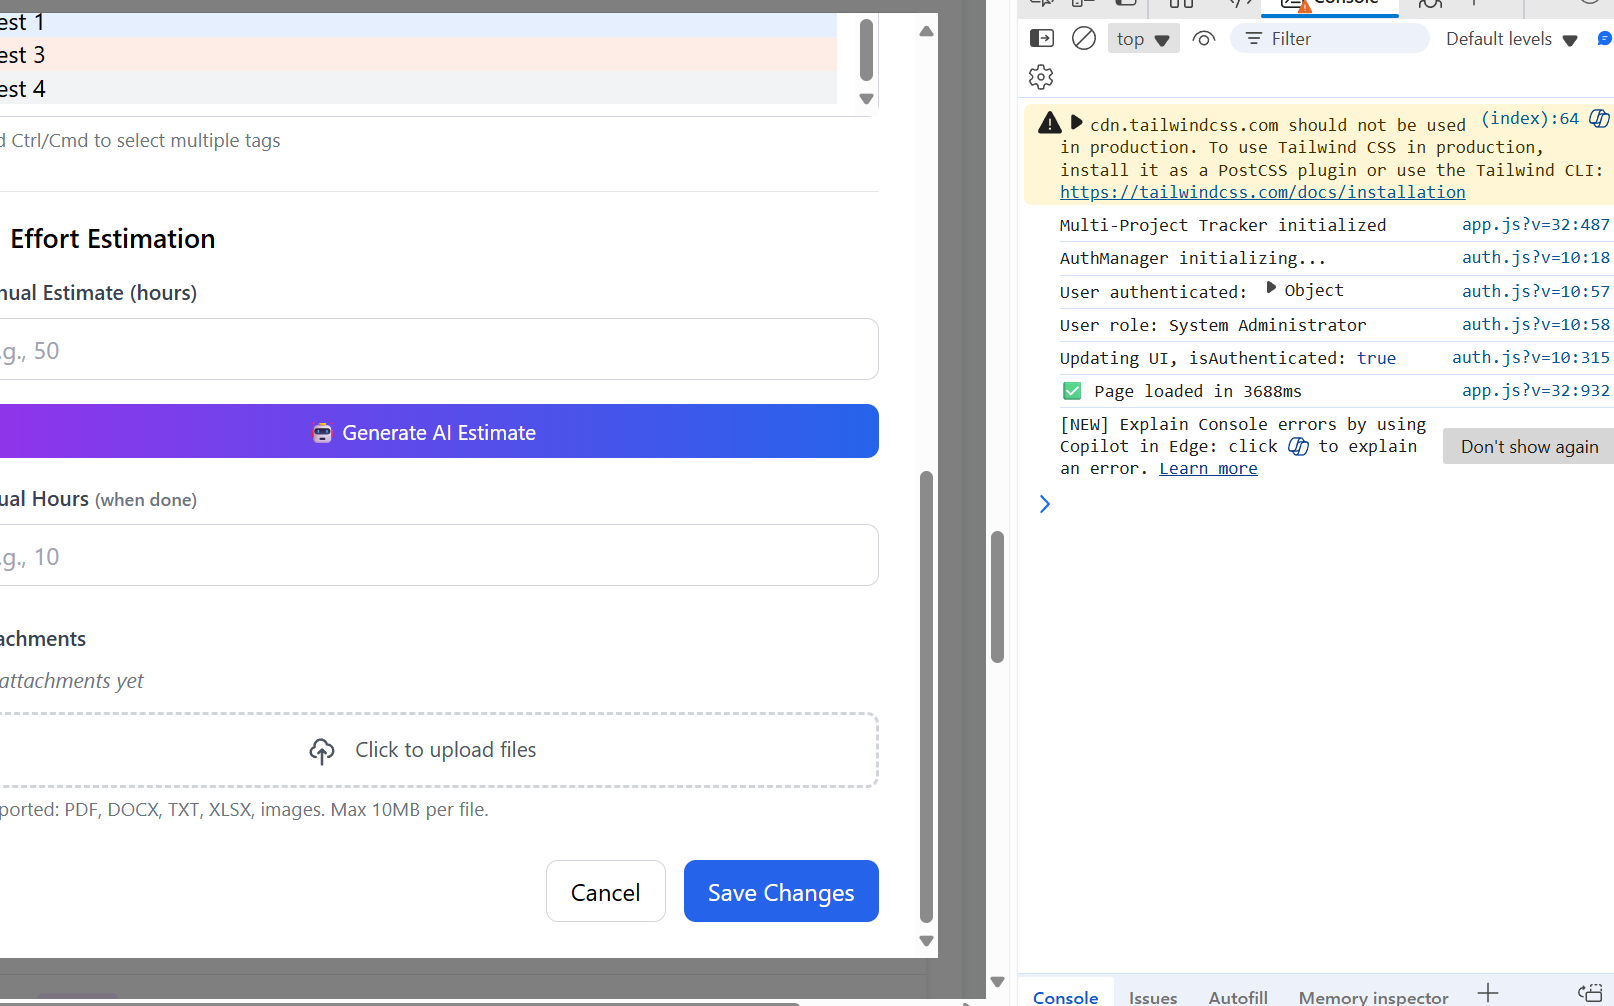 est 1
est 3
est 4
d Ctrl/Cmd to select multiple tags
Effort Estimation
nual Estimate (hours)
.g., 50
Generate AI Estimate
ual Hours (when done)
.g., 10
achments
attachments yet
Click to upload files
ported: PDF, DOCX, TXT, XLSX, images. Max 10MB per file.
Cancel
Save Changes
Console
top
Filter
Default levels
cdn.tailwindcss.com should not be used (index):64
in production. To use Tailwind CSS in production,
install it as a PostCSS plugin or use the Tailwind CLI:
https://tailwindcss.com/docs/installation
Multi-Project Tracker initialized app.js?v=32:487
AuthManager initializing... auth.js?v=10:18
User authenticated: Object auth.js?v=10:57
User role: System Administrator auth.js?v=10:58
Updating UI, isAuthenticated: true auth.js?v=10:315
Page loaded in 3688ms app.js?v=32:932
[NEW] Explain Console errors by using
Copilot in Edge: click to explain
an error. Learn more
Don't show again
Console
Issues
Autofill
Memory inspector